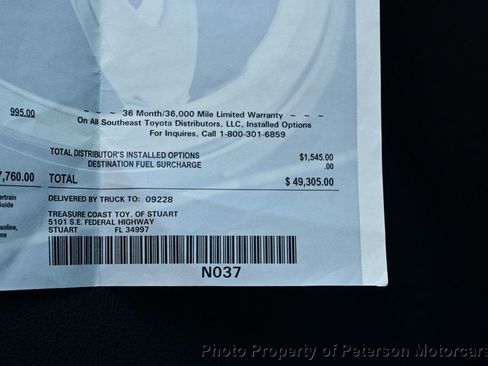 995.00
~ ~ ~ 36 Month/36,000 Mile Limited Warranty ~ ~ ~
On All Southeast Toyota Distributors, LLC, Installed Options
For Inquires, Call 1-800-301-6859
TOTAL DISTRIBUTOR'S INSTALLED OPTIONS $1,545.00
DESTINATION FUEL SURCHARGE .00
7,760.00 TOTAL $ 49,305.00
DELIVERED BY TRUCK TO: 09228
TREASURE COAST TOY. OF STUART
5101 S.E. FEDERAL HIGHWAY
STUART FL 34997
N037
Photo Property of Peterson Motorcars